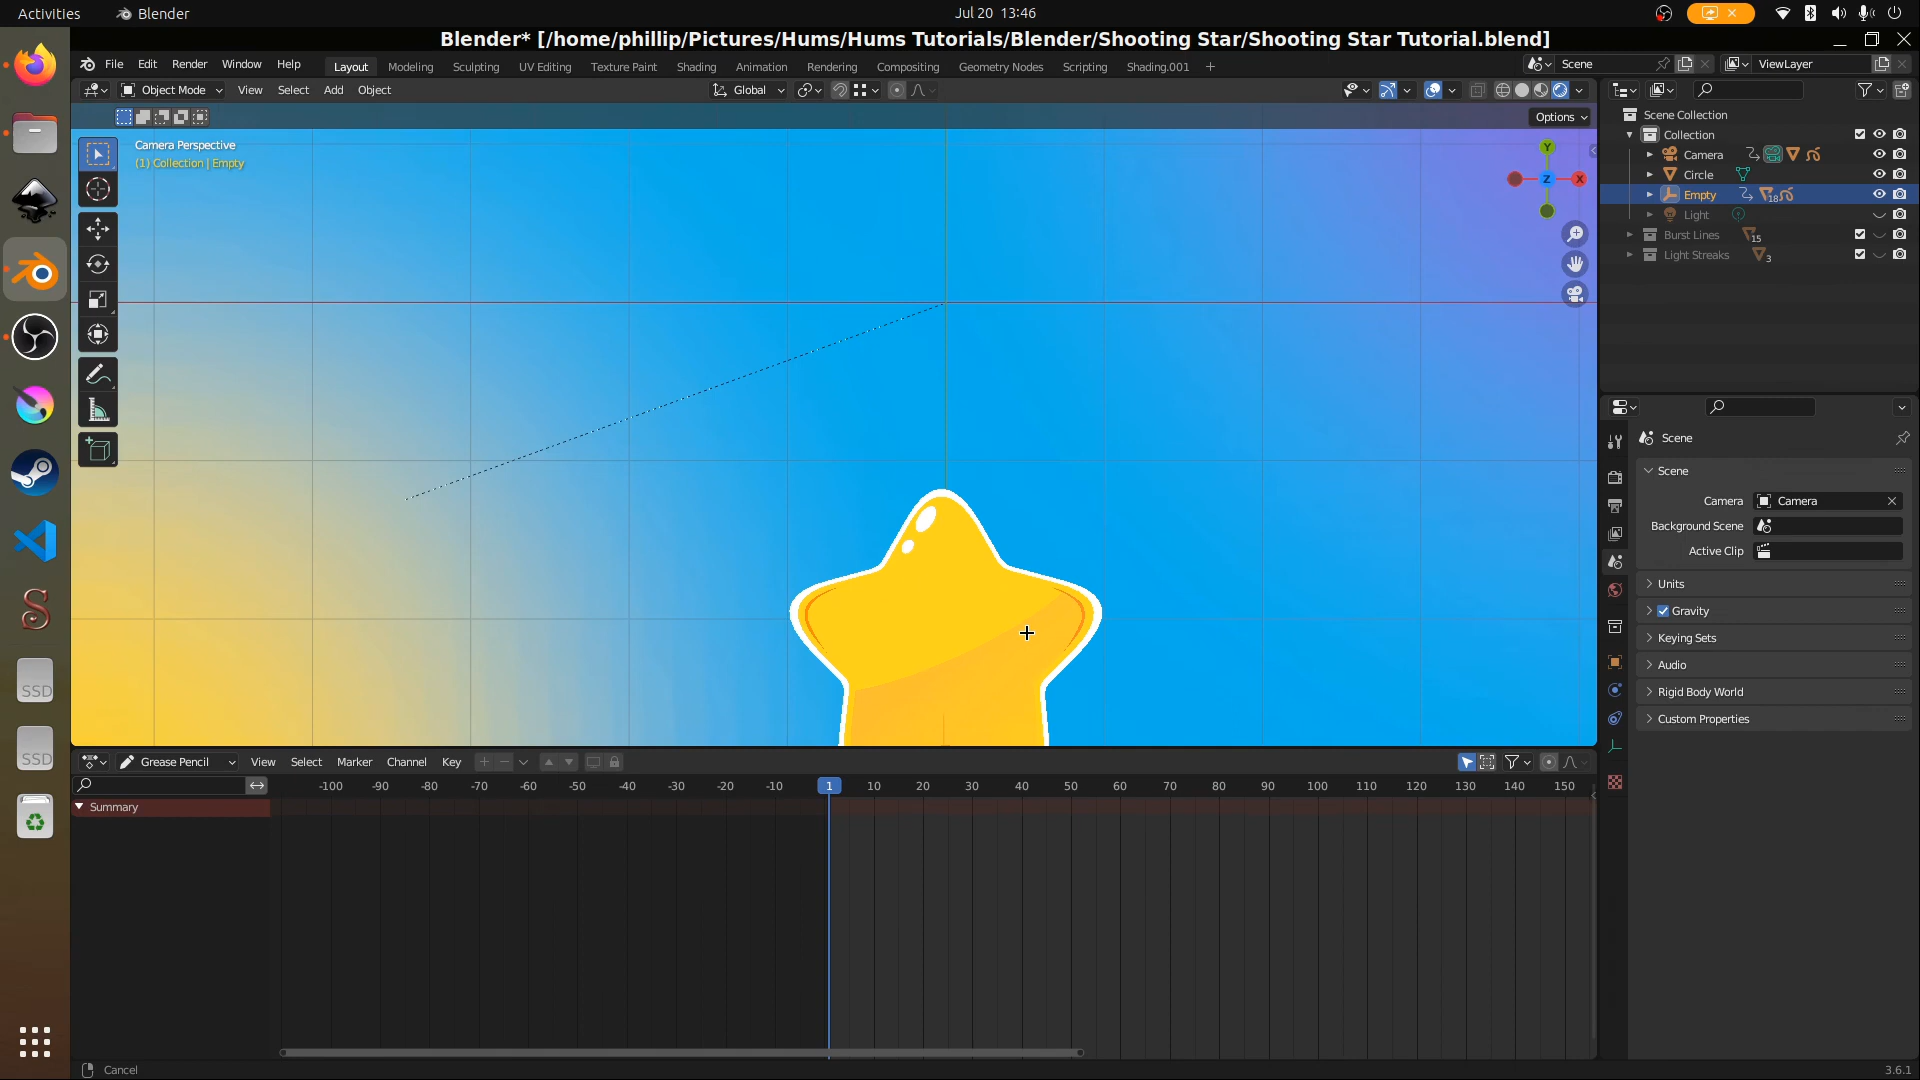 Activities
Blender
Jul 20 13:46
Blender* [/home/phillip/Pictures/Hums/Hums Tutorials/Blender/Shooting Star/Shooting Star Tutorial.blend]
File Edit Render Window Help
Layout Modeling Sculpting UV Editing Texture Paint Shading Animation Rendering Compositing Geometry Nodes Scripting Shading.001
Scene
ViewLayer
Object Mode View Select Add Object
Global
Options
Camera Perspective
(1) Collection | Empty
Y
Z
X
Scene Collection
Collection
Camera
Circle
Empty
18
Light
Burst Lines
15
Light Streaks
3
Scene
Scene
Camera Camera
Background Scene
Active Clip
Units
Gravity
Keying Sets
Audio
Rigid Body World
Custom Properties
Grease Pencil View Select Marker Channel Key
-100 -90 -80 -70 -60 -50 -40 -30 -20 -10 1 10 20 30 40 50 60 70 80 90 100 110 120 130 140 150
Summary
SSD
SSD
Cancel
3.6.1